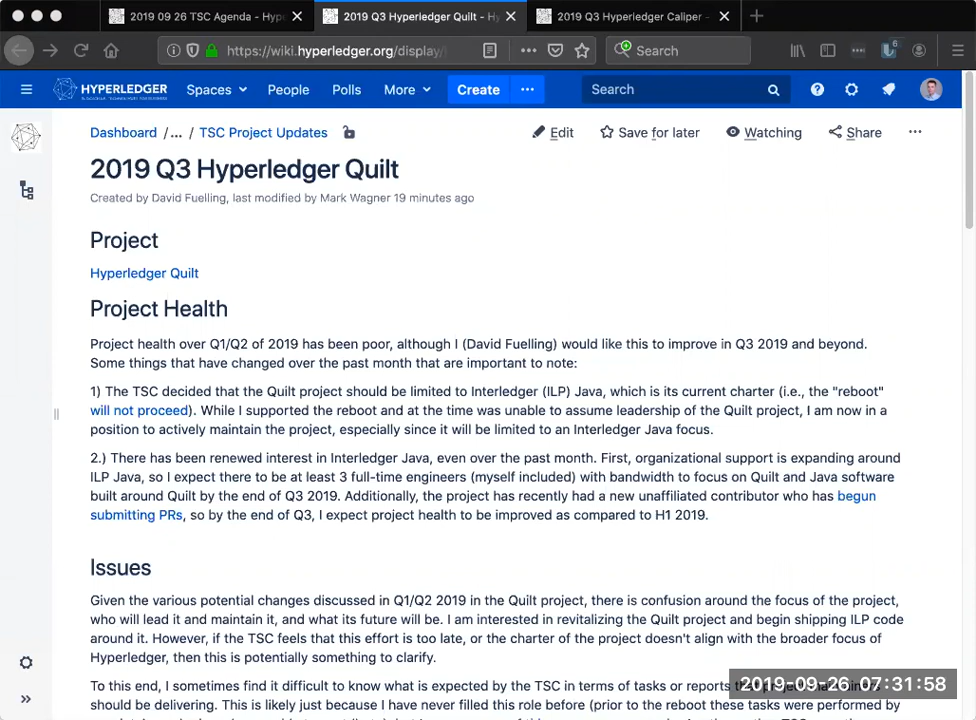 2019 09 26 TSC Agenda - Hype
2019 Q3 Hyperledger Quilt - Hy
2019 Q3 Hyperledger Caliper -
https://wiki.hyperledger.org/display/
Search
6
HYPERLEDGER
Spaces
People
Polls
More
Create
Search
Dashboard / ... / TSC Project Updates
Edit
Save for later
Watching
Share
2019 Q3 Hyperledger Quilt
Created by David Fuelling, last modified by Mark Wagner 19 minutes ago
Project
Hyperledger Quilt
Project Health
Project health over Q1/Q2 of 2019 has been poor, although I (David Fuelling) would like this to improve in Q3 2019 and beyond.
Some things that have changed over the past month that are important to note:
1) The TSC decided that the Quilt project should be limited to Interledger (ILP) Java, which is its current charter (i.e., the "reboot"
will not proceed). While I supported the reboot and at the time was unable to assume leadership of the Quilt project, I am now in a
position to actively maintain the project, especially since it will be limited to an Interledger Java focus.
2.) There has been renewed interest in Interledger Java, even over the past month. First, organizational support is expanding around
ILP Java, so I expect there to be at least 3 full-time engineers (myself included) with bandwidth to focus on Quilt and Java software
built around Quilt by the end of Q3 2019. Additionally, the project has recently had a new unaffiliated contributor who has begun
submitting PRs, so by the end of Q3, I expect project health to be improved as compared to H1 2019.
Issues
Given the various potential changes discussed in Q1/Q2 2019 in the Quilt project, there is confusion around the focus of the project,
who will lead it and maintain it, and what its future will be. I am interested in revitalizing the Quilt project and begin shipping ILP code
around it. However, if the TSC feels that this effort is too late, or the charter of the project doesn't align with the broader focus of
Hyperledger, then this is potentially something to clarify.
To this end, I sometimes find it difficult to know what is expected by the TSC in terms of tasks or reports
should be delivering. This is likely just because I have never filled this role before (prior to the reboot these tasks were performed by
2019-09-26 07:31:58